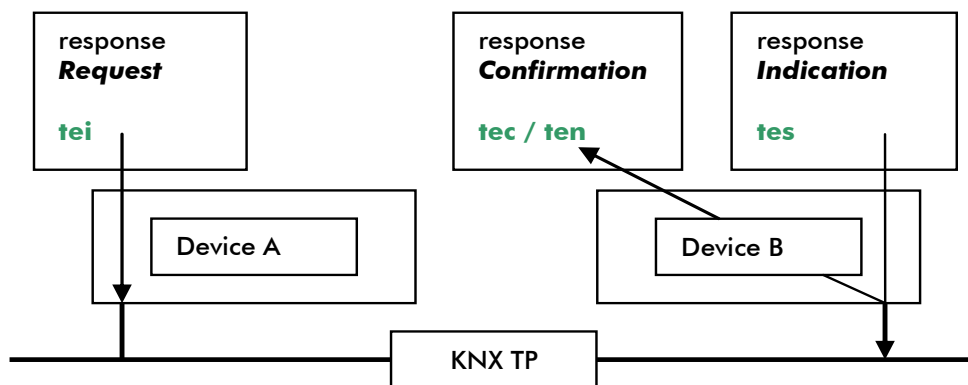 response
Request
tei
response
Confirmation
tec / ten
response
Indication
tes
Device A
Device B
KNX TP